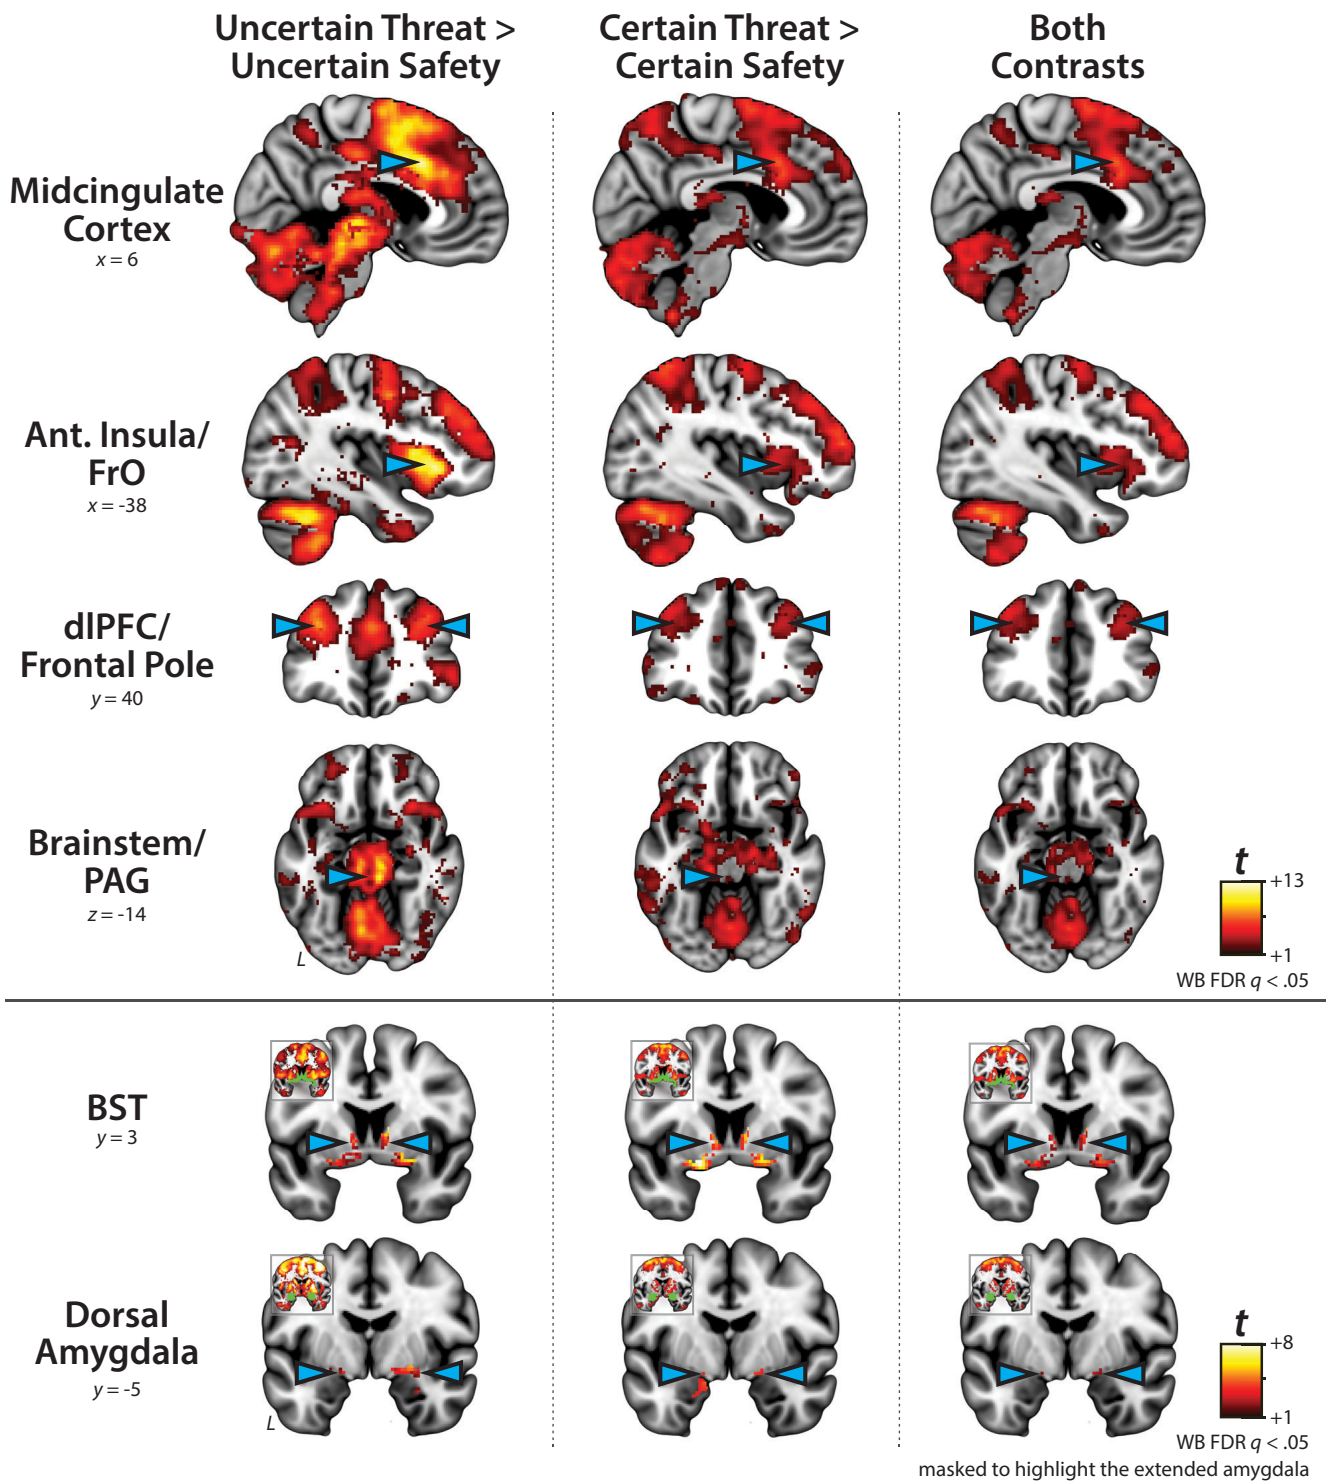 Uncertain Threat >
Uncertain Safety
Certain Threat >
Certain Safety
Both
Contrasts
Midcingulate
Cortex
x = 6
Ant. Insula/
FrO
x = -38
dlPFC/
Frontal Pole
y = 40
Brainstem/
PAG
z = -14
L
t
+13
+1
WB FDR q < .05
BST
y = 3
Dorsal
Amygdala
y = -5
L
t
+8
+1
WB FDR q < .05
masked to highlight the extended amygdala